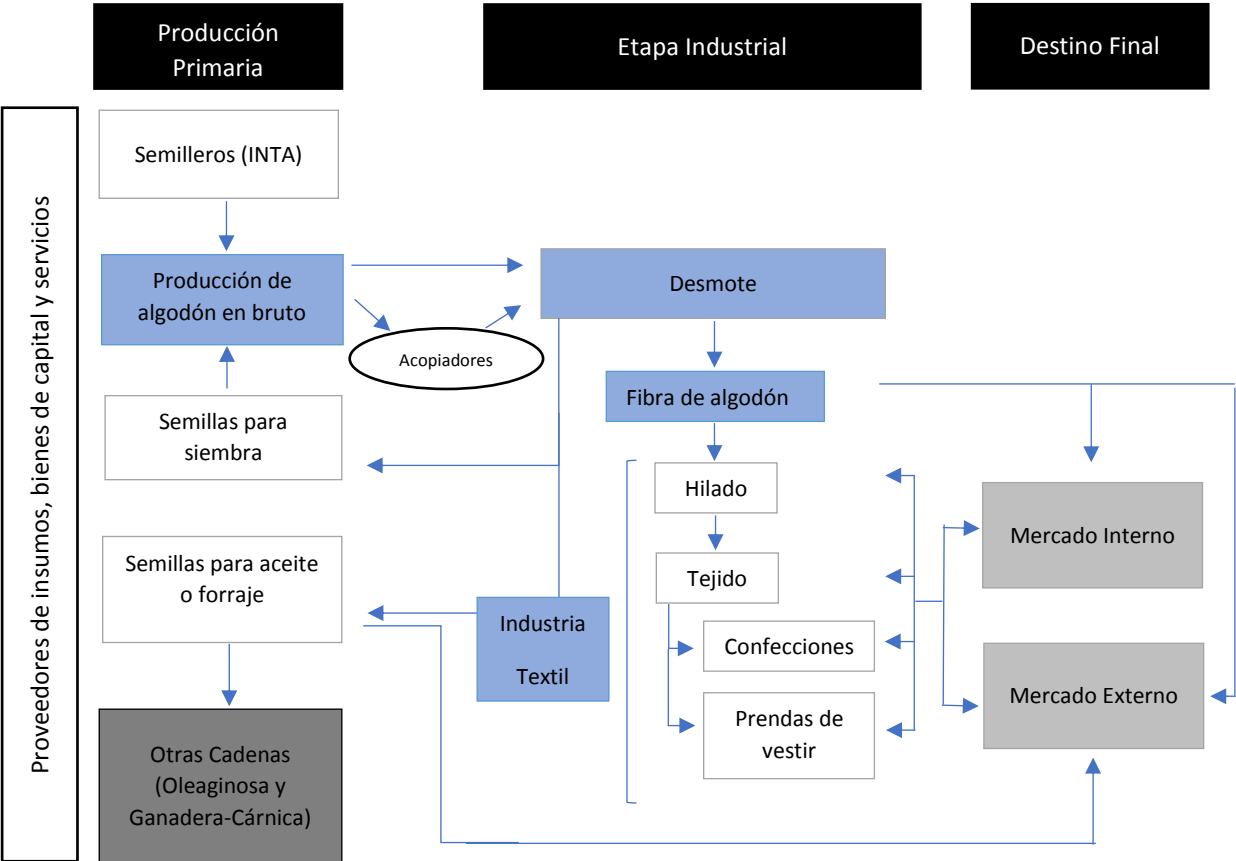 Producción
Primaria
Etapa Industrial
Destino Final
Proveedores de insumos, bienes de capital y servicios
Semilleros (INTA)
Producción de
algodón en bruto
Acopiadores
Desmote
Fibra de algodón
Semillas para
siembra
Hilado
Mercado Interno
Semillas para aceite
o forraje
Tejido
Industria
Textil
Confecciones
Mercado Externo
Prendas de
vestir
Otras Cadenas
(Oleaginosa y
Ganadera-Cárnica)